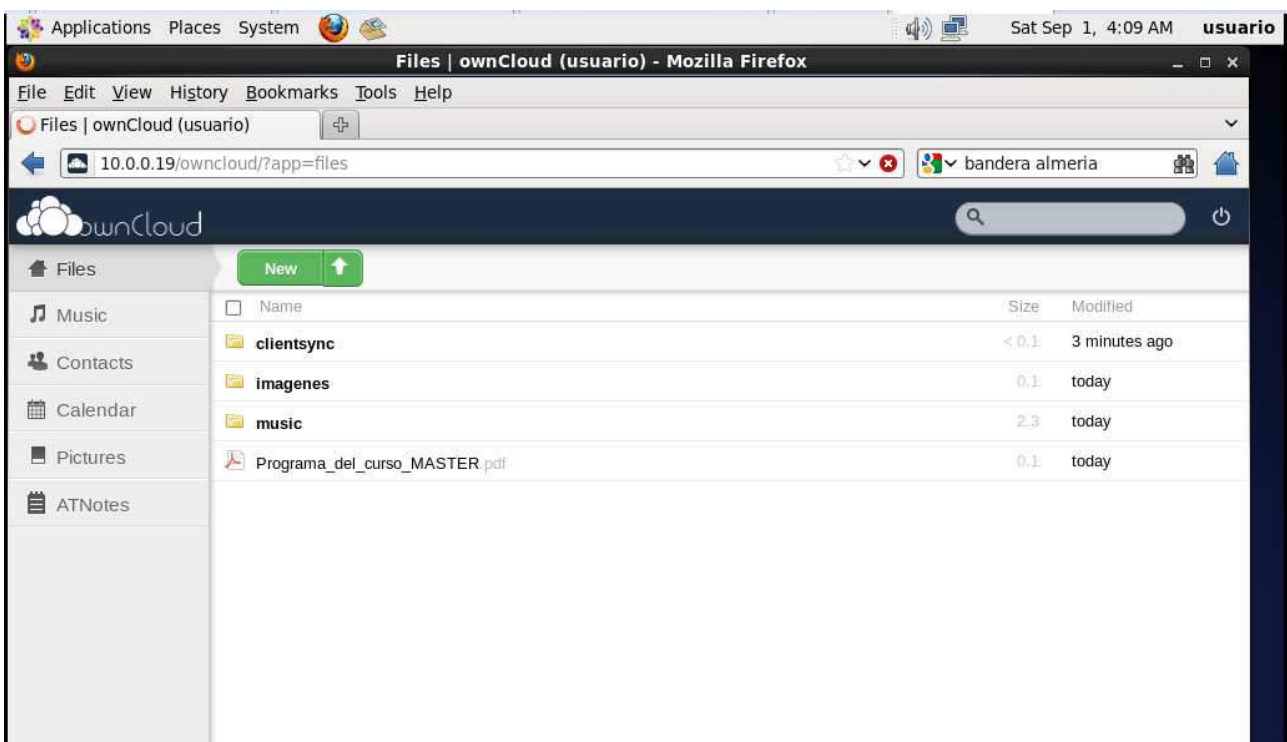 Applications Places System Sat Sep 1, 4:09 AM usuario
Files | ownCloud (usuario) - Mozilla Firefox
File Edit View History Bookmarks Tools Help
Files | ownCloud (usuario)
10.0.0.19/owncloud/?app=files bandera almeria
ownCloud
Files New
Music Name Size Modified
clientsync < 0.1 3 minutes ago
Contacts
imagenes 0.1 today
Calendar
music 2.3 today
Pictures Programa_del_curso_MASTER.pdf 0.1 today
ATNotes